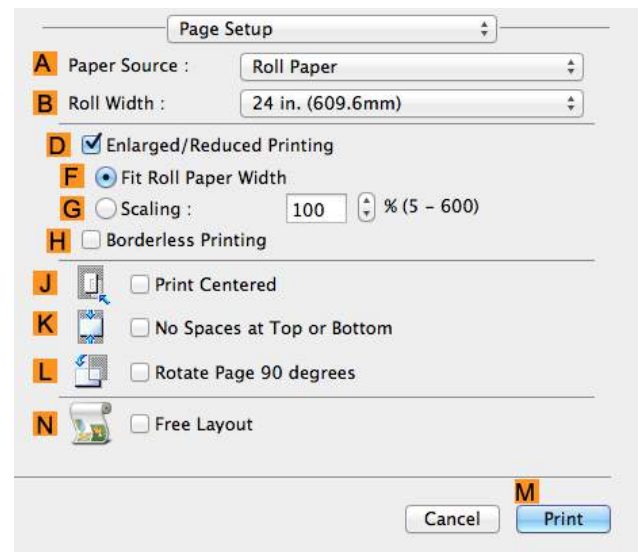 Page Setup
A Paper Source : Roll Paper
B Roll Width : 24 in. (609.6mm)
D Enlarged/Reduced Printing
F Fit Roll Paper Width
G Scaling : 100 % (5 – 600)
H Borderless Printing
J Print Centered
K No Spaces at Top or Bottom
L Rotate Page 90 degrees
N Free Layout
M
Cancel Print